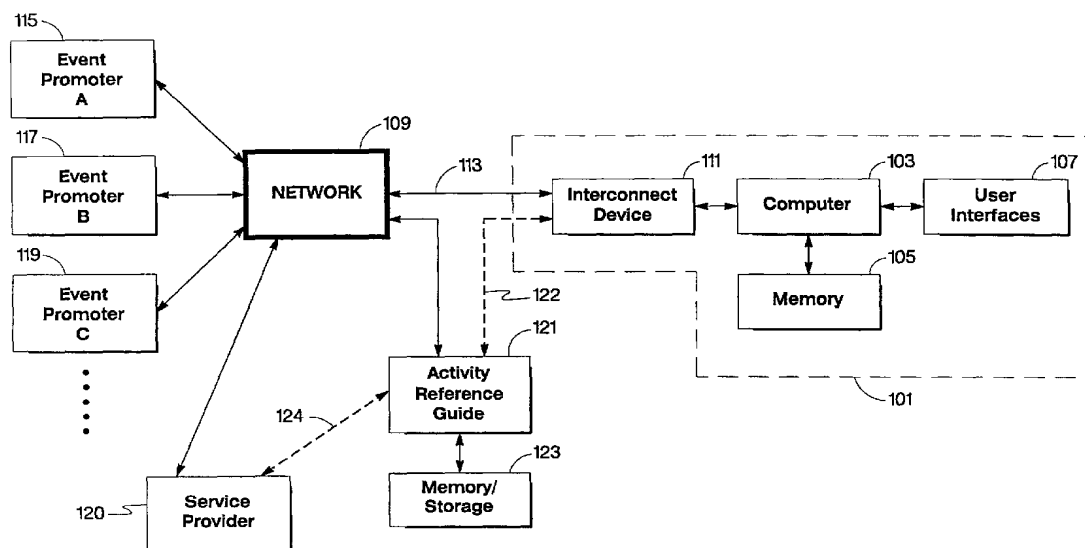 115
Event
Promoter
A
117
Event
Promoter
B
119
Event
Promoter
C
109
NETWORK
113
111
Interconnect
Device
103
Computer
107
User
Interfaces
105
Memory
101
122
121
Activity
Reference
Guide
124
123
Memory/
Storage
120
Service
Provider